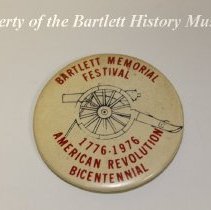 erty of the Bartlett History Mu
BARTLETT MEMORIAL
FESTIVAL
1776-1976
AMERICAN REVOLUTION
BICENTENNIAL